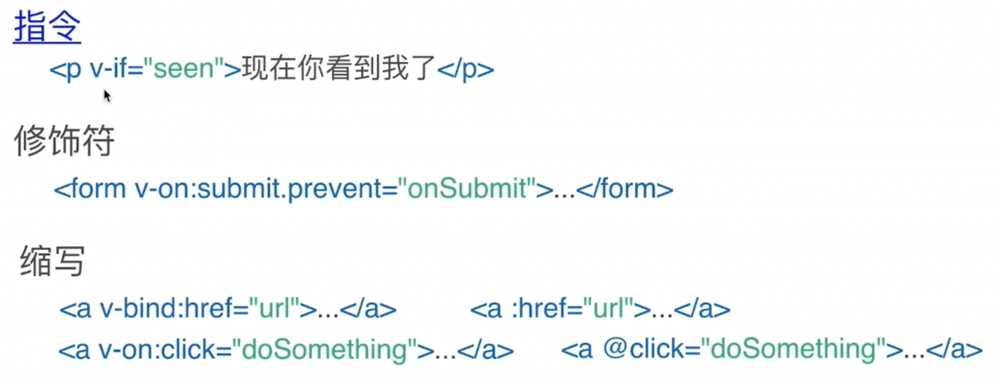 指令
<p v-if="seen">现在你看到我了</p>
修饰符
<form v-on:submit.prevent="onSubmit">...</form>
缩写
<a v-bind:href="url">...</a> <a :href="url">...</a>
<a v-on:click="doSomething">...</a> <a @click="doSomething">...</a>